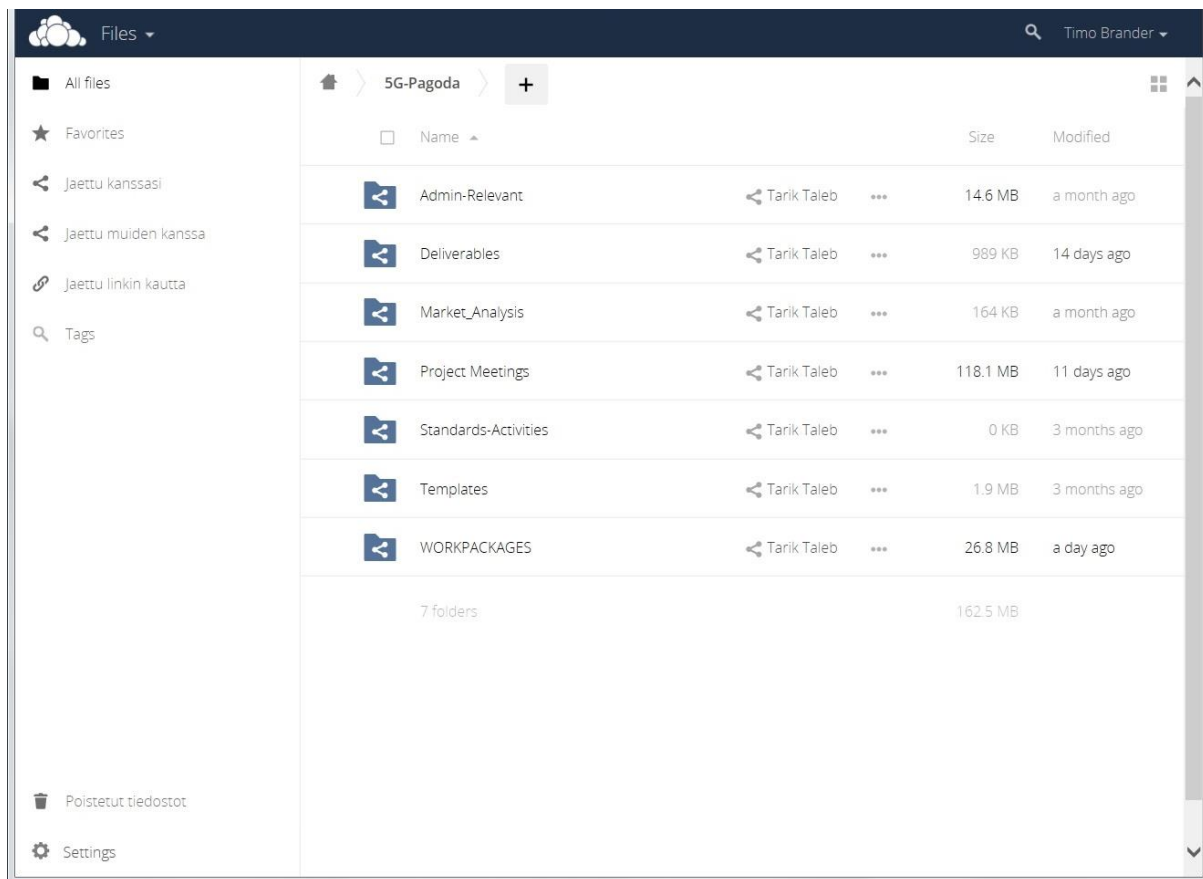 Files Timo Brander
All files
Favorites
Jaettu kanssasi
Jaettu muiden kanssa
Jaettu linkin kautta
Tags
Poistetut tiedostot
Settings
5G-Pagoda +
Name Size Modified
Admin-Relevant Tarik Taleb ••• 14.6 MB a month ago
Deliverables Tarik Taleb ••• 989 KB 14 days ago
Market_Analysis Tarik Taleb ••• 164 KB a month ago
Project Meetings Tarik Taleb ••• 118.1 MB 11 days ago
Standards-Activities Tarik Taleb ••• 0 KB 3 months ago
Templates Tarik Taleb ••• 1.9 MB 3 months ago
WORKPACKAGES Tarik Taleb ••• 26.8 MB a day ago
7 folders 162.5 MB